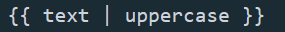 {{ text | uppercase }}